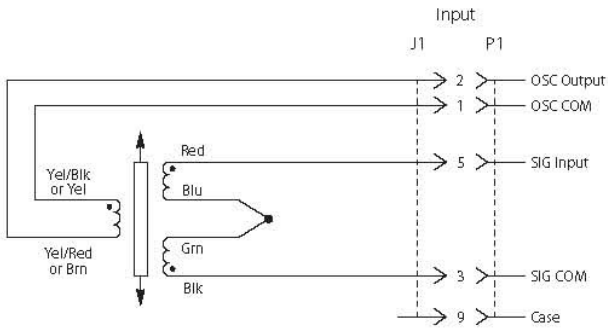 Input
J1 P1
2 OSC Output
1 OSC COM
Red
5 SIG Input
Yel/Blk
or Yel
Blu
Yel/Red
or Brn
Grn
Blk
3 SIG COM
9 Case